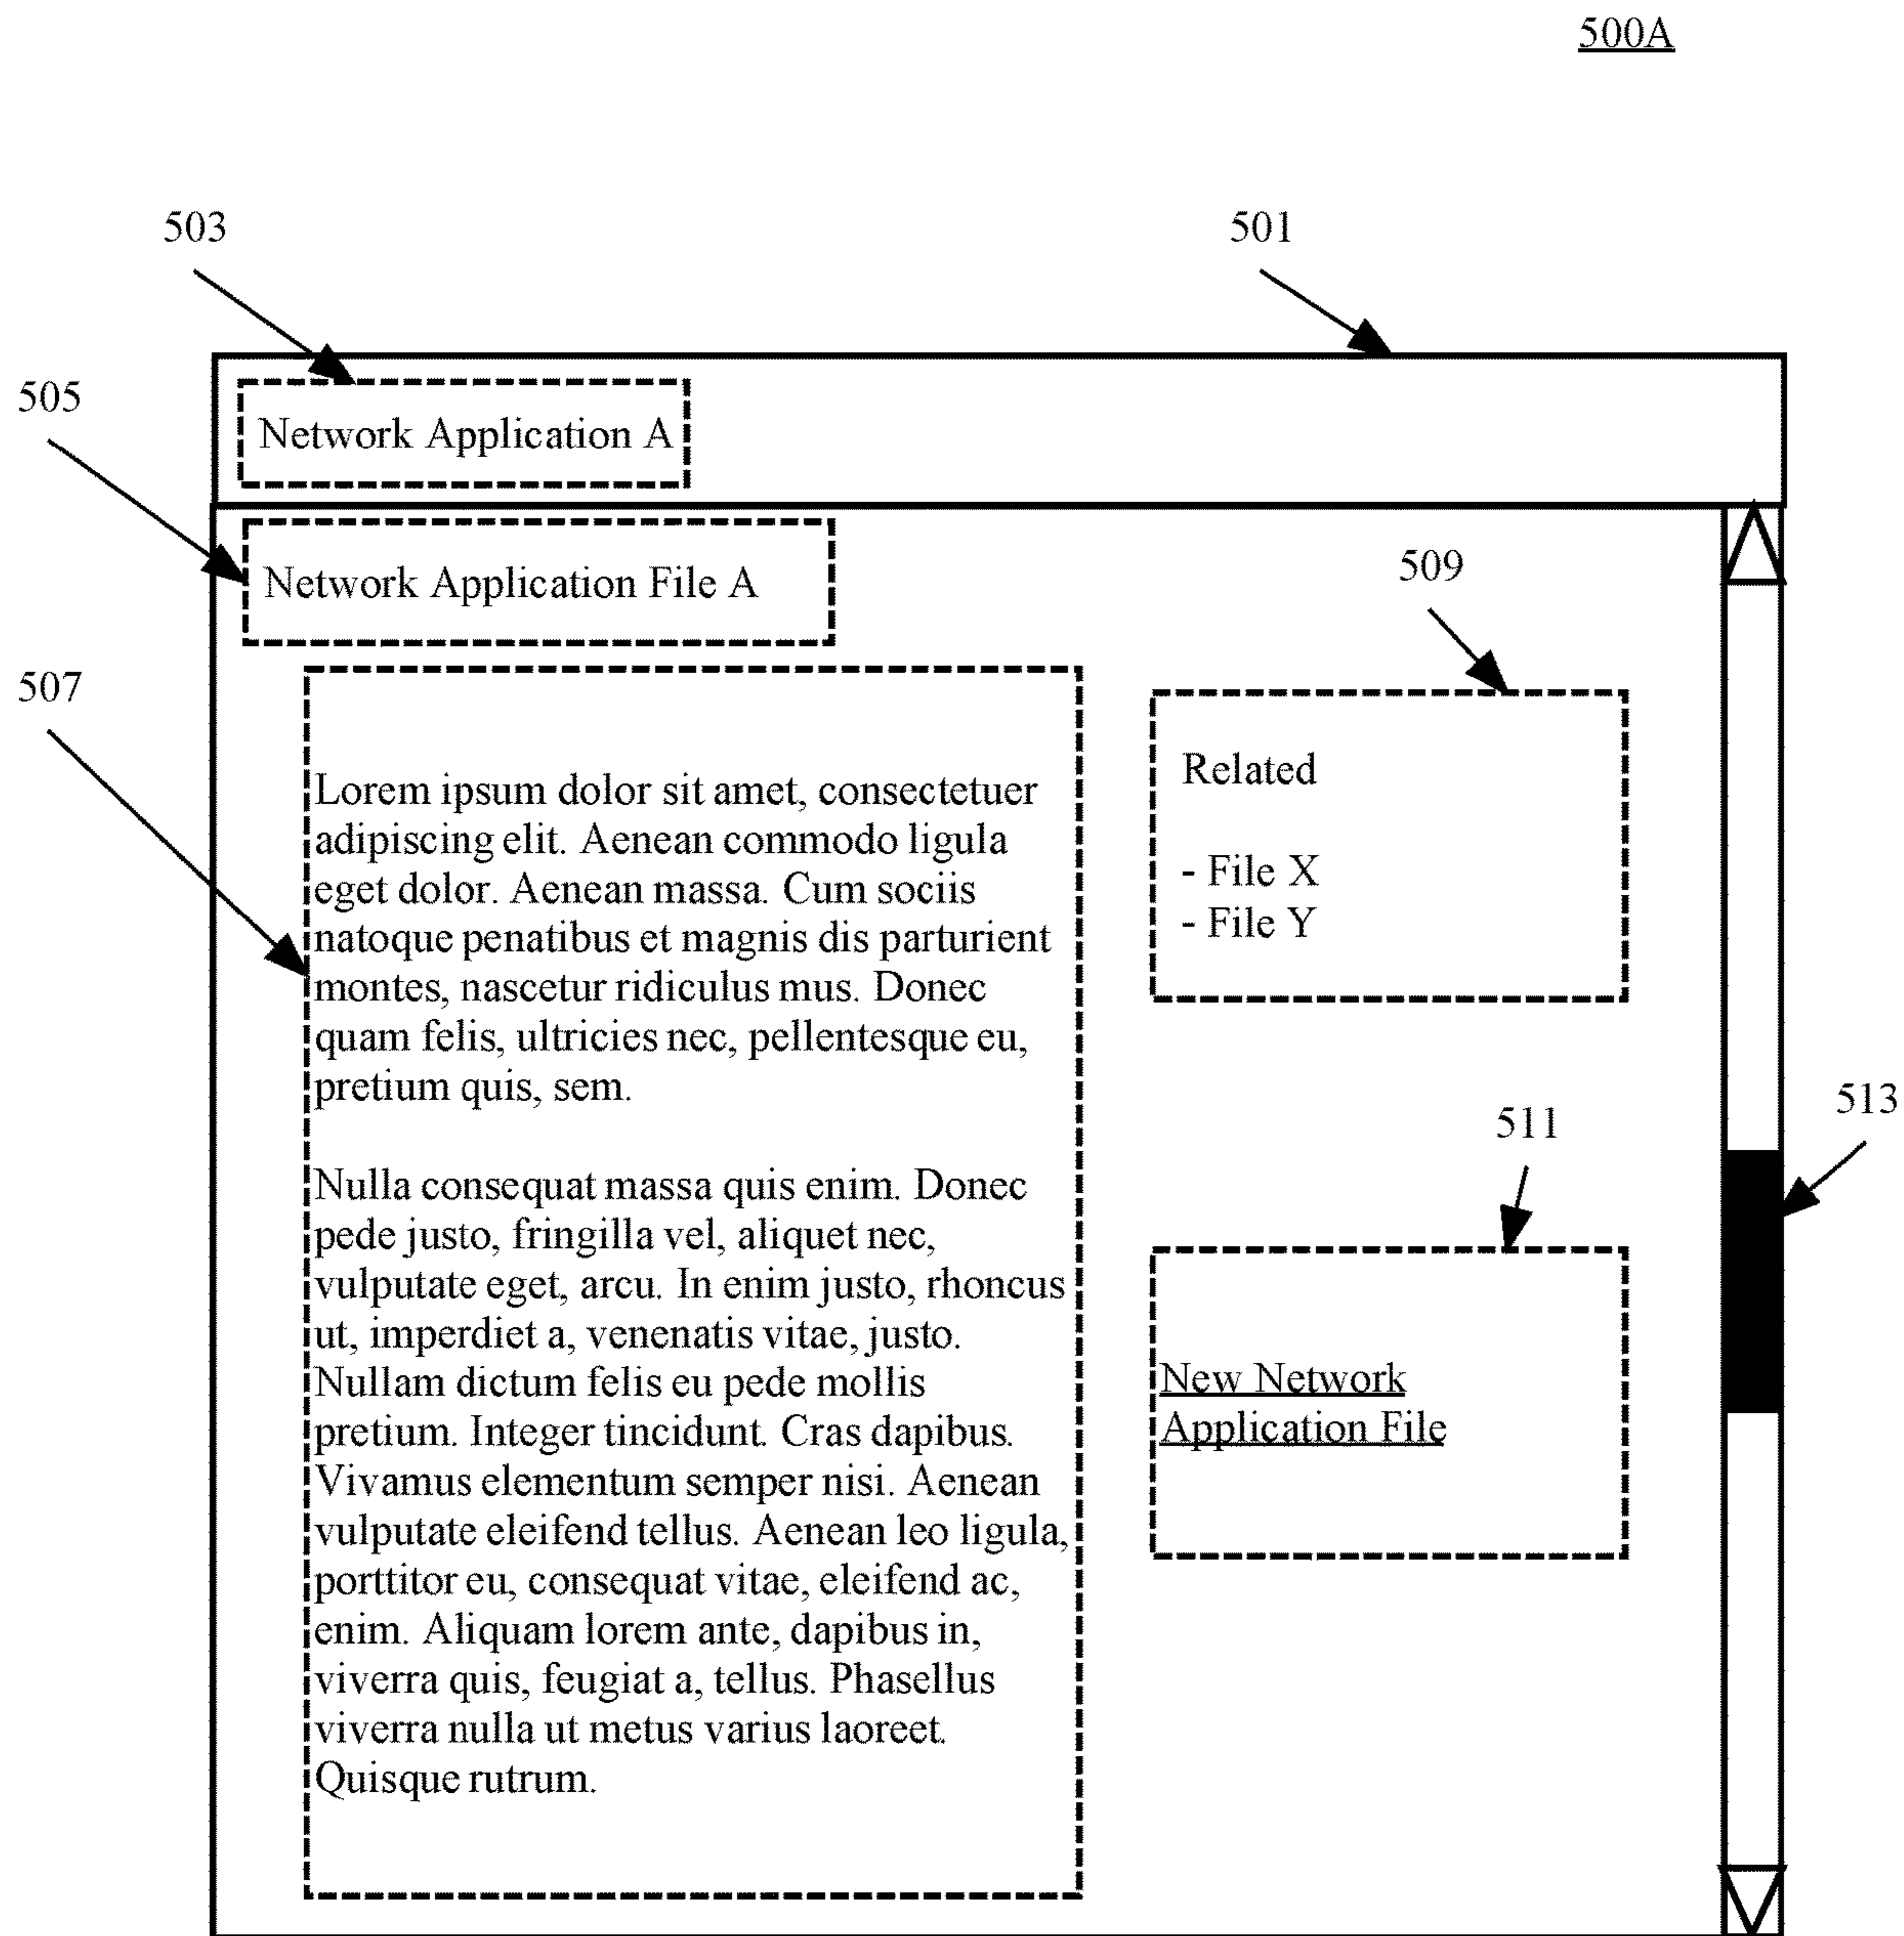 500A
503
501
505
Network Application A
Network Application File A
509
507
Related
- File X
- File Y
Lorem ipsum dolor sit amet, consectetuer
adipiscing elit. Aenean commodo ligula
eget dolor. Aenean massa. Cum sociis
natoque penatibus et magnis dis parturient
montes, nascetur ridiculus mus. Donec
quam felis, ultricies nec, pellentesque eu,
pretium quis, sem.
Nulla consequat massa quis enim. Donec
pede justo, fringilla vel, aliquet nec,
vulputate eget, arcu. In enim justo, rhoncus
ut, imperdiet a, venenatis vitae, justo.
Nullam dictum felis eu pede mollis
pretium. Integer tincidunt. Cras dapibus.
Vivamus elementum semper nisi. Aenean
vulputate eleifend tellus. Aenean leo ligula,
porttitor eu, consequat vitae, eleifend ac,
enim. Aliquam lorem ante, dapibus in,
viverra quis, feugiat a, tellus. Phasellus
viverra nulla ut metus varius laoreet.
Quisque rutrum.
513
511
New Network
Application File